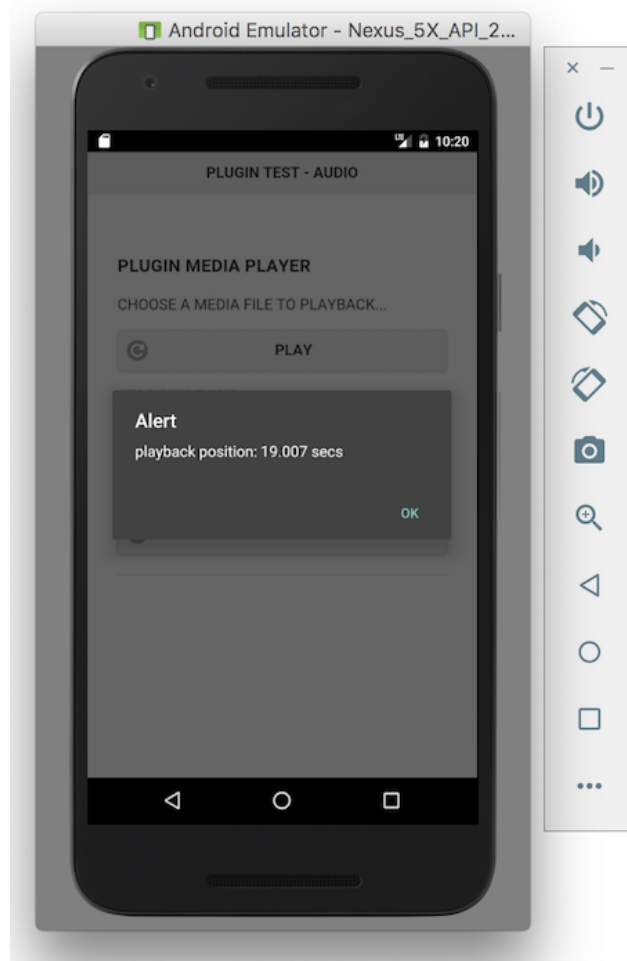 Android Emulator - Nexus_5X_API_2...
LTE 10:20
PLUGIN TEST - AUDIO
PLUGIN MEDIA PLAYER
CHOOSE A MEDIA FILE TO PLAYBACK...
PLAY
Alert
playback position: 19.007 secs
OK